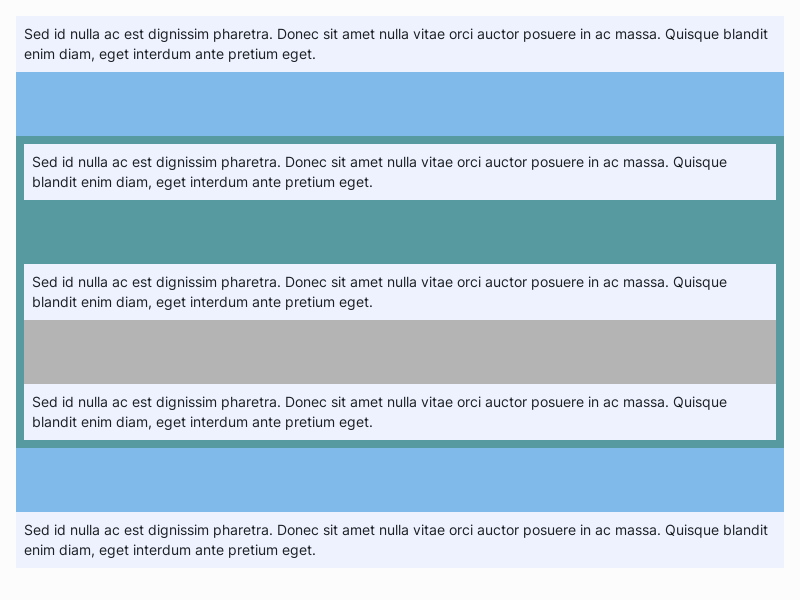 Sed id nulla ac est dignissim pharetra. Donec sit amet nulla vitae orci auctor posuere in ac massa. Quisque blandit
enim diam, eget interdum ante pretium eget.
Sed id nulla ac est dignissim pharetra. Donec sit amet nulla vitae orci auctor posuere in ac massa. Quisque
blandit enim diam, eget interdum ante pretium eget.
Sed id nulla ac est dignissim pharetra. Donec sit amet nulla vitae orci auctor posuere in ac massa. Quisque
blandit enim diam, eget interdum ante pretium eget.
Sed id nulla ac est dignissim pharetra. Donec sit amet nulla vitae orci auctor posuere in ac massa. Quisque
blandit enim diam, eget interdum ante pretium eget.
Sed id nulla ac est dignissim pharetra. Donec sit amet nulla vitae orci auctor posuere in ac massa. Quisque blandit
enim diam, eget interdum ante pretium eget.